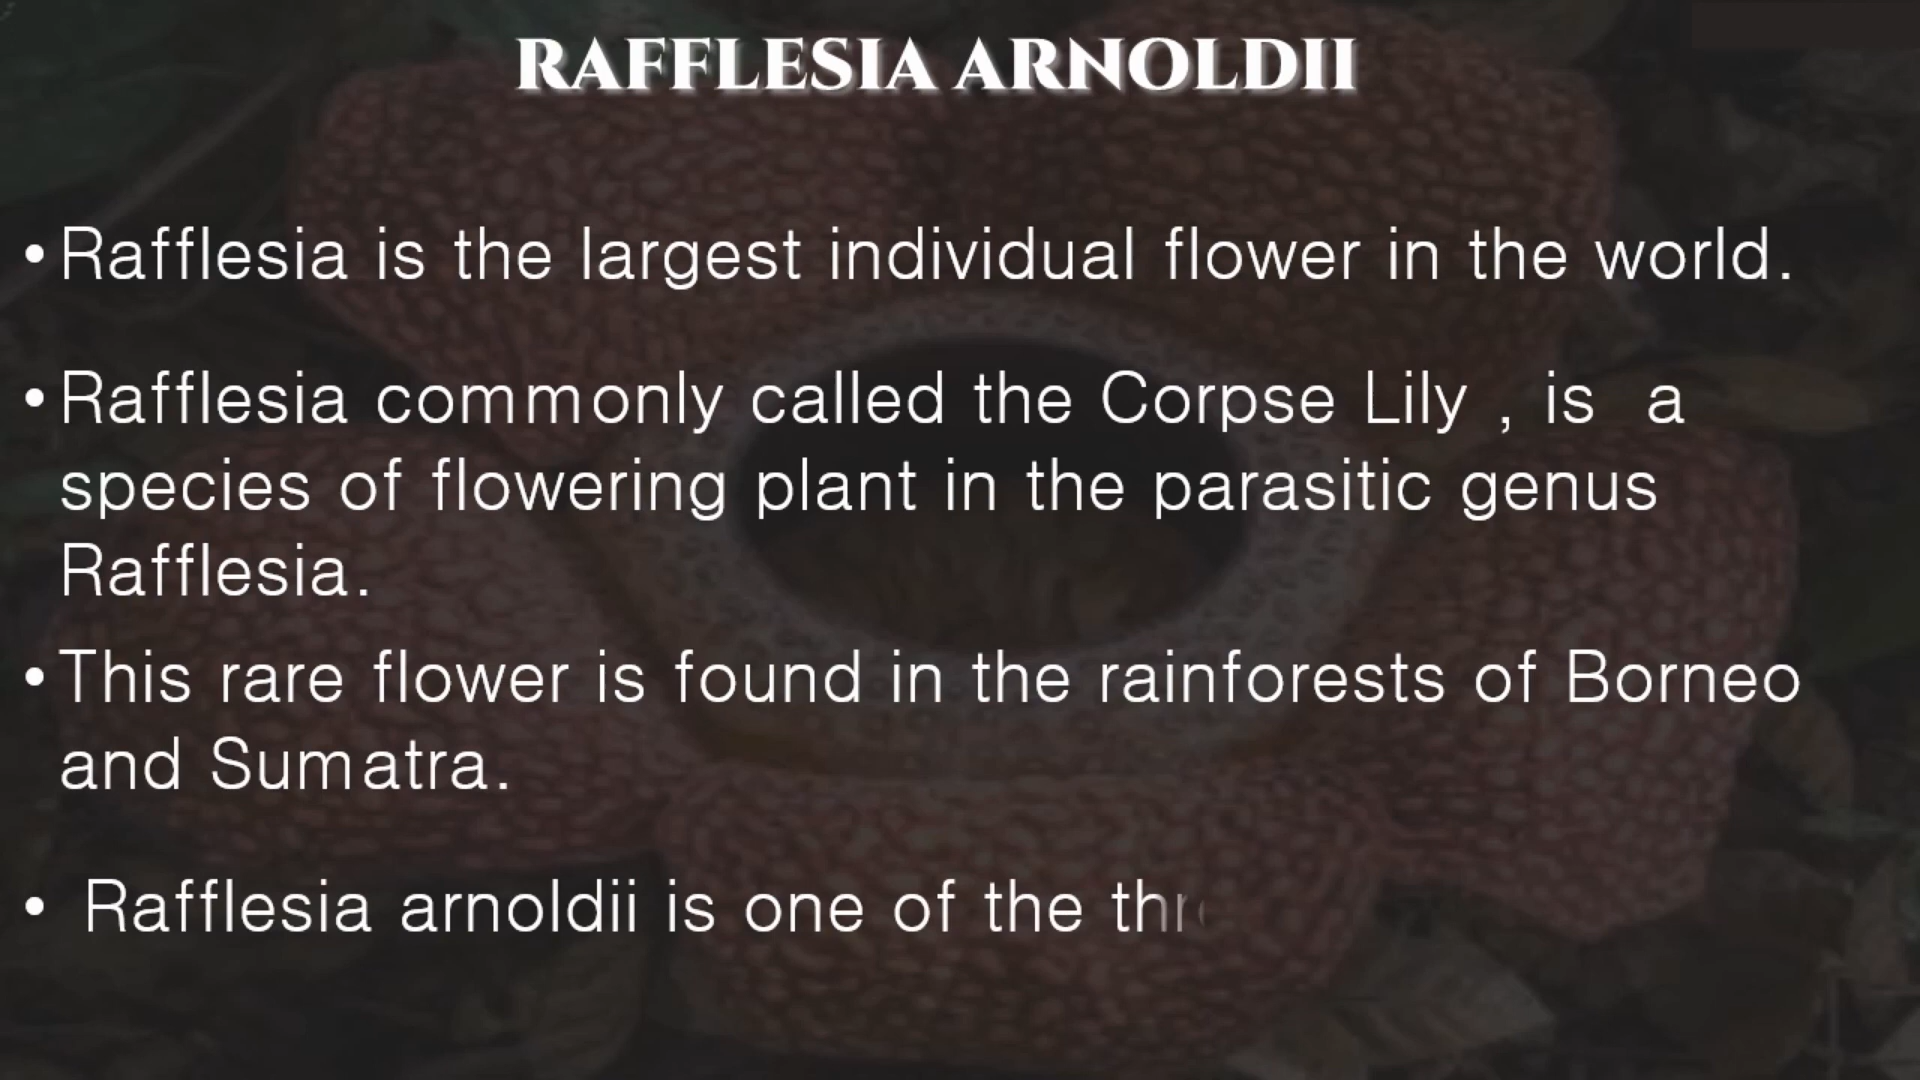 RAFFLESIA ARNOLDII
• Rafflesia is the largest individual flower in the world.
• Rafflesia commonly called the Corpse Lily , is a
species of flowering plant in the parasitic genus
Rafflesia.
• This rare flower is found in the rainforests of Borneo
and Sumatra.
• Rafflesia arnoldii is one of the